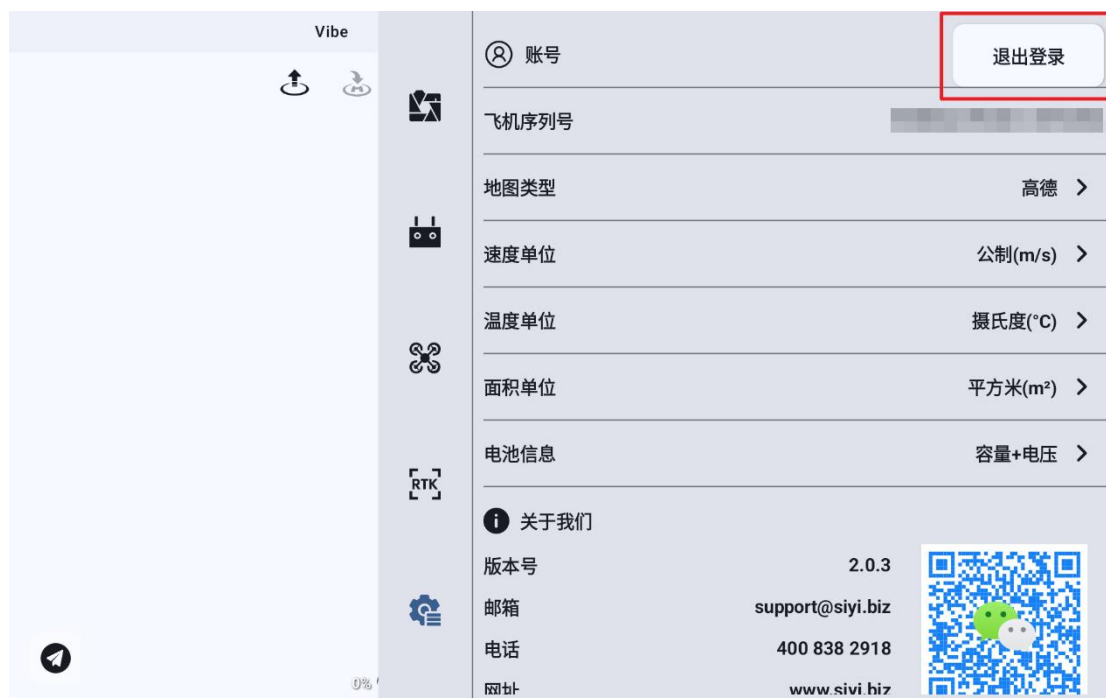 Vibe
账号
退出登录
飞机序列号
地图类型
高德
速度单位
公制(m/s)
温度单位
摄氏度(°C)
面积单位
平方米(m²)
电池信息
容量+电压
RTK
关于我们
版本号
2.0.3
邮箱
support@siyi.biz
电话
400 838 2918
网址
www.siyi.biz
0%